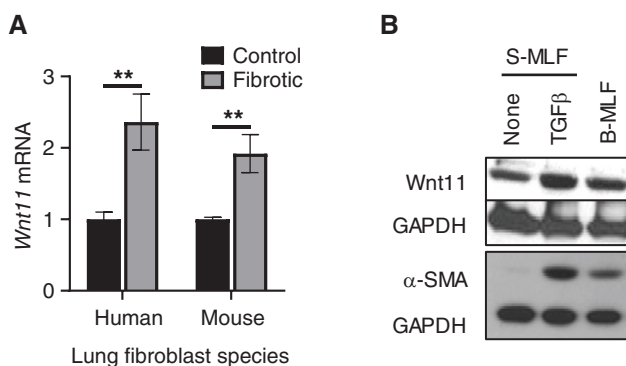 A
Control
Fibrotic
Wnt11 mRNA
3
2
1
0
**
**
Human
Mouse
Lung fibroblast species
B
S-MLF
None
TGFβ
B-MLF
Wnt11
GAPDH
α-SMA
GAPDH